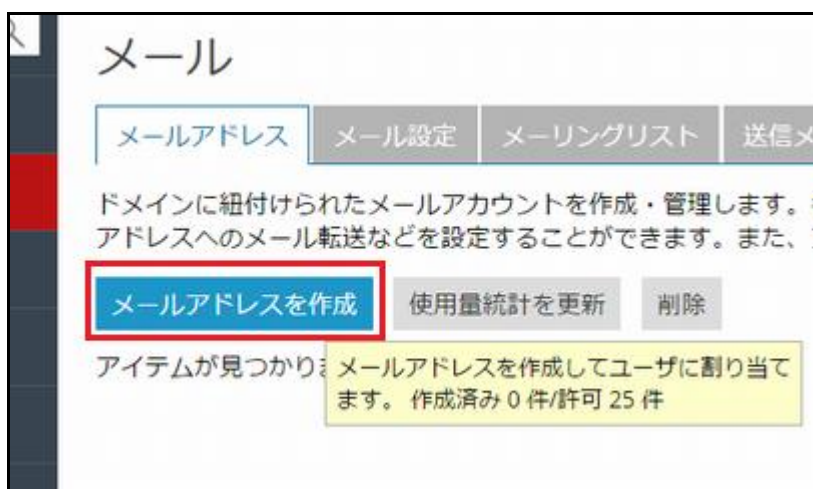 メール
メールアドレス メール設定 メーリングリスト 送信メ
ドメインに紐付けられたメールアカウントを作成・管理します。
アドレスへのメール転送などを設定することができます。また、
メールアドレスを作成 使用量統計を更新 削除
アイテムが見つかりま
メールアドレスを作成してユーザに割り当て
ます。 作成済み 0 件/許可 25 件